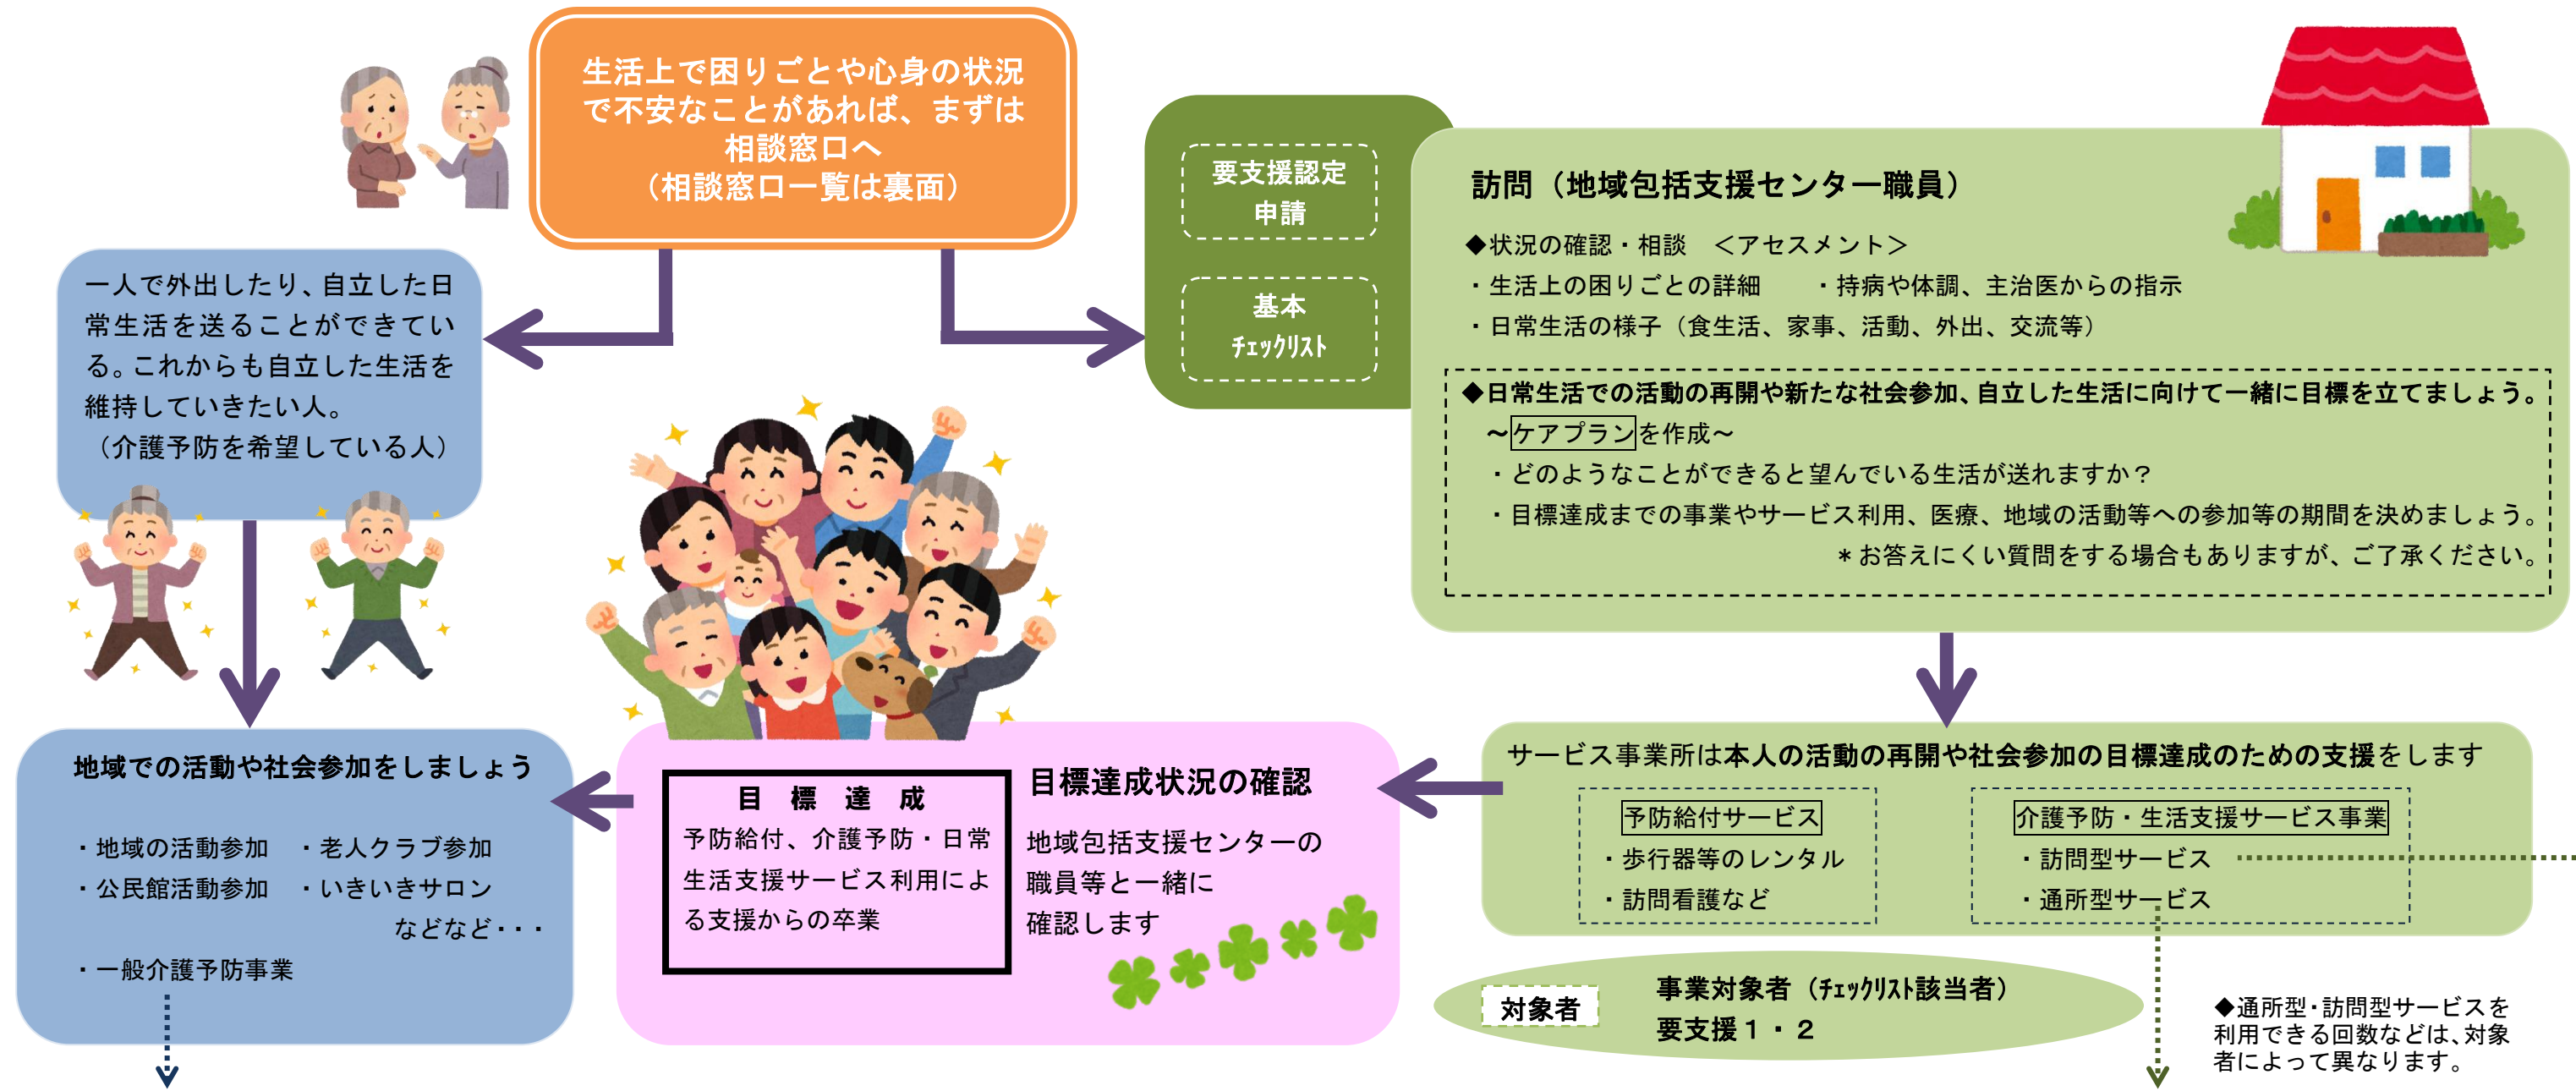 生活上で困りごとや心身の状況
で不安なことがあれば、まずは
相談窓口へ
（相談窓口一覧は裏面）
一人で外出したり、自立した日
常生活を送ることができてい
る。これからも自立した生活を
維持していきたい人。
（介護予防を希望している人）
要支援認定
申請
基本
ﾁｪｯｸﾘｽﾄ
訪問（地域包括支援センター職員）
◆状況の確認・相談　＜アセスメント＞
・生活上の困りごとの詳細　　・持病や体調、主治医からの指示
・日常生活の様子（食生活、家事、活動、外出、交流等）
◆日常生活での活動の再開や新たな社会参加、自立した生活に向けて一緒に目標を立てましょう。
～ケアプランを作成～
・どのようなことができると望んでいる生活が送れますか？
・目標達成までの事業やサービス利用、医療、地域の活動等への参加等の期間を決めましょう。
＊お答えにくい質問をする場合もありますが、ご了承ください。
サービス事業所は本人の活動の再開や社会参加の目標達成のための支援をします
予防給付サービス
・歩行器等のレンタル
・訪問看護など
介護予防・生活支援サービス事業
・訪問型サービス
・通所型サービス
対象者
事業対象者（ﾁｪｯｸﾘｽﾄ該当者）
要支援１・２
◆通所型・訪問型サービスを
利用できる回数などは、対象
者によって異なります。
目標達成状況の確認
地域包括支援センターの
職員等と一緒に
確認します
目　標　達　成
予防給付、介護予防・日常
生活支援サービス利用によ
る支援からの卒業
地域での活動や社会参加をしましょう
・地域の活動参加　・老人クラブ参加
・公民館活動参加　・いきいきサロン
などなど・・・
・一般介護予防事業